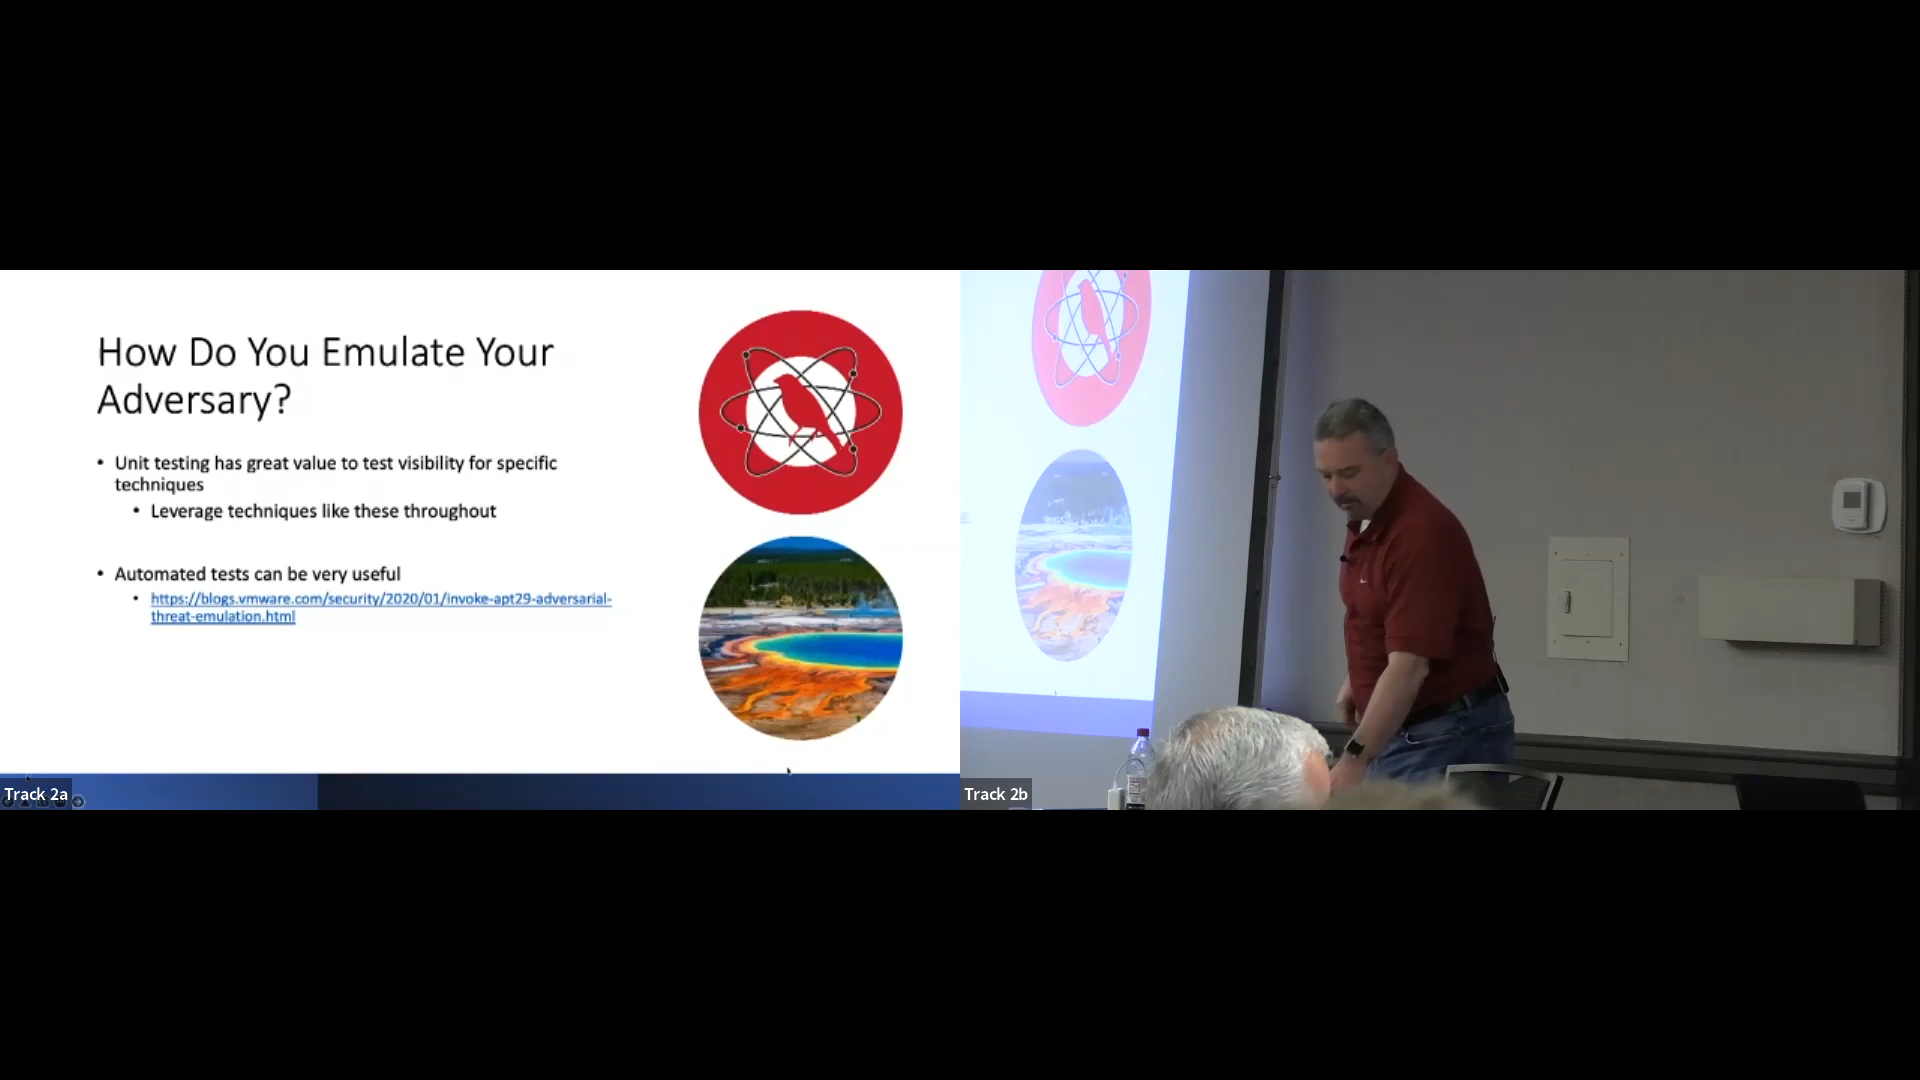 How Do You Emulate Your
Adversary?
• Unit testing has great value to test visibility for specific
techniques
• Leverage techniques like these throughout
• Automated tests can be very useful
• https://blogs.vmware.com/security/2020/01/invoke-apt29-adversarial-
threat-emulation.html
Track 2a
Track 2b